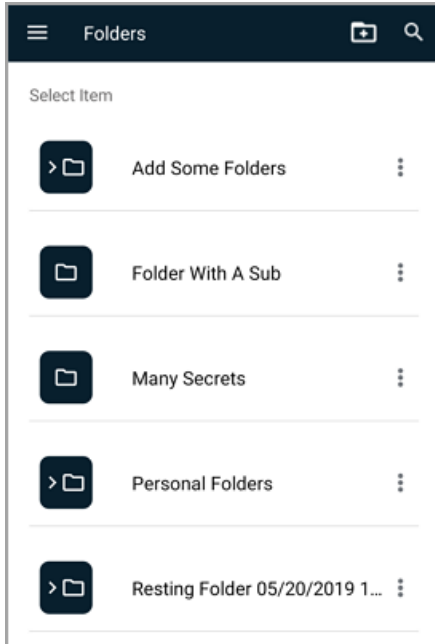 Folders
Select Item
Add Some Folders
Folder With A Sub
Many Secrets
Personal Folders
Resting Folder 05/20/2019 1...